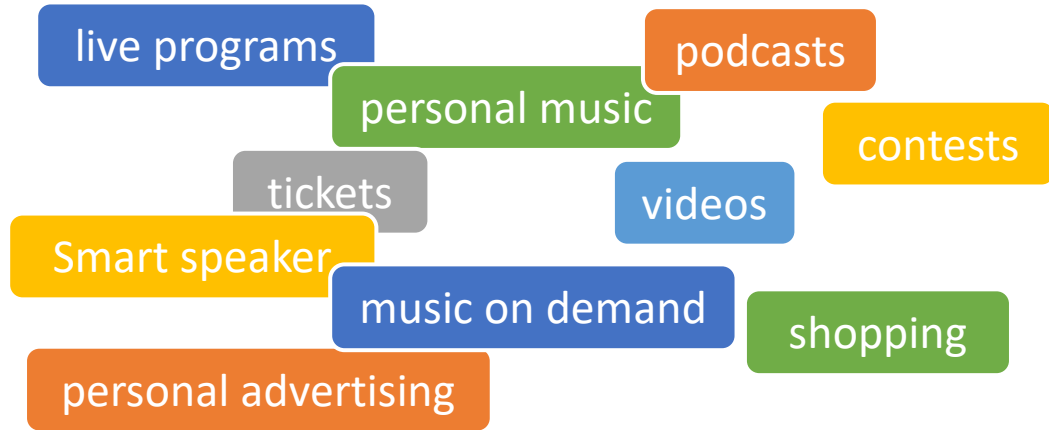 live programs
podcasts
personal music
contests
tickets
videos
Smart speaker
music on demand
shopping
personal advertising